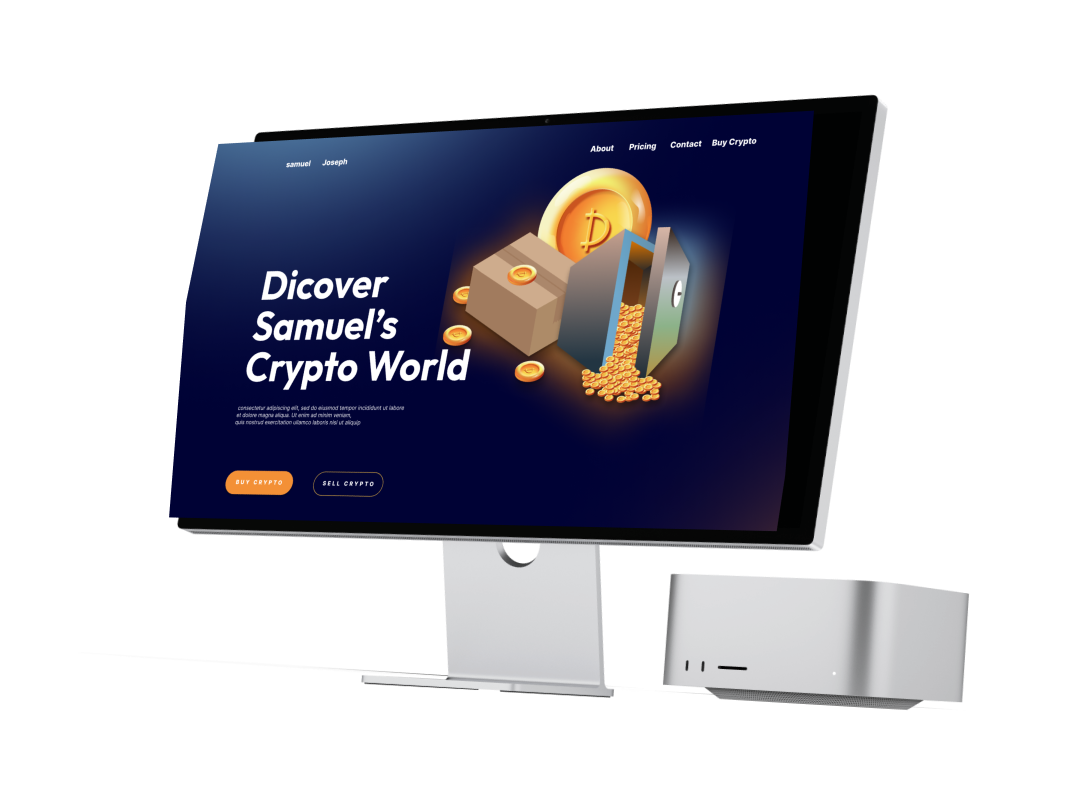 samuel Joseph
About Pricing Contact Buy Crypto
Dicover
Samuel's
Crypto World
consectetur adipiscing elit, sed do eiusmod tempor incididunt ut labore
et dolore magna aliqua. Ut enim ad minim veniam,
quis nostrud exercitation ullamco laboris nisi ut aliquip
BUY CRYPTO
SELL CRYPTO